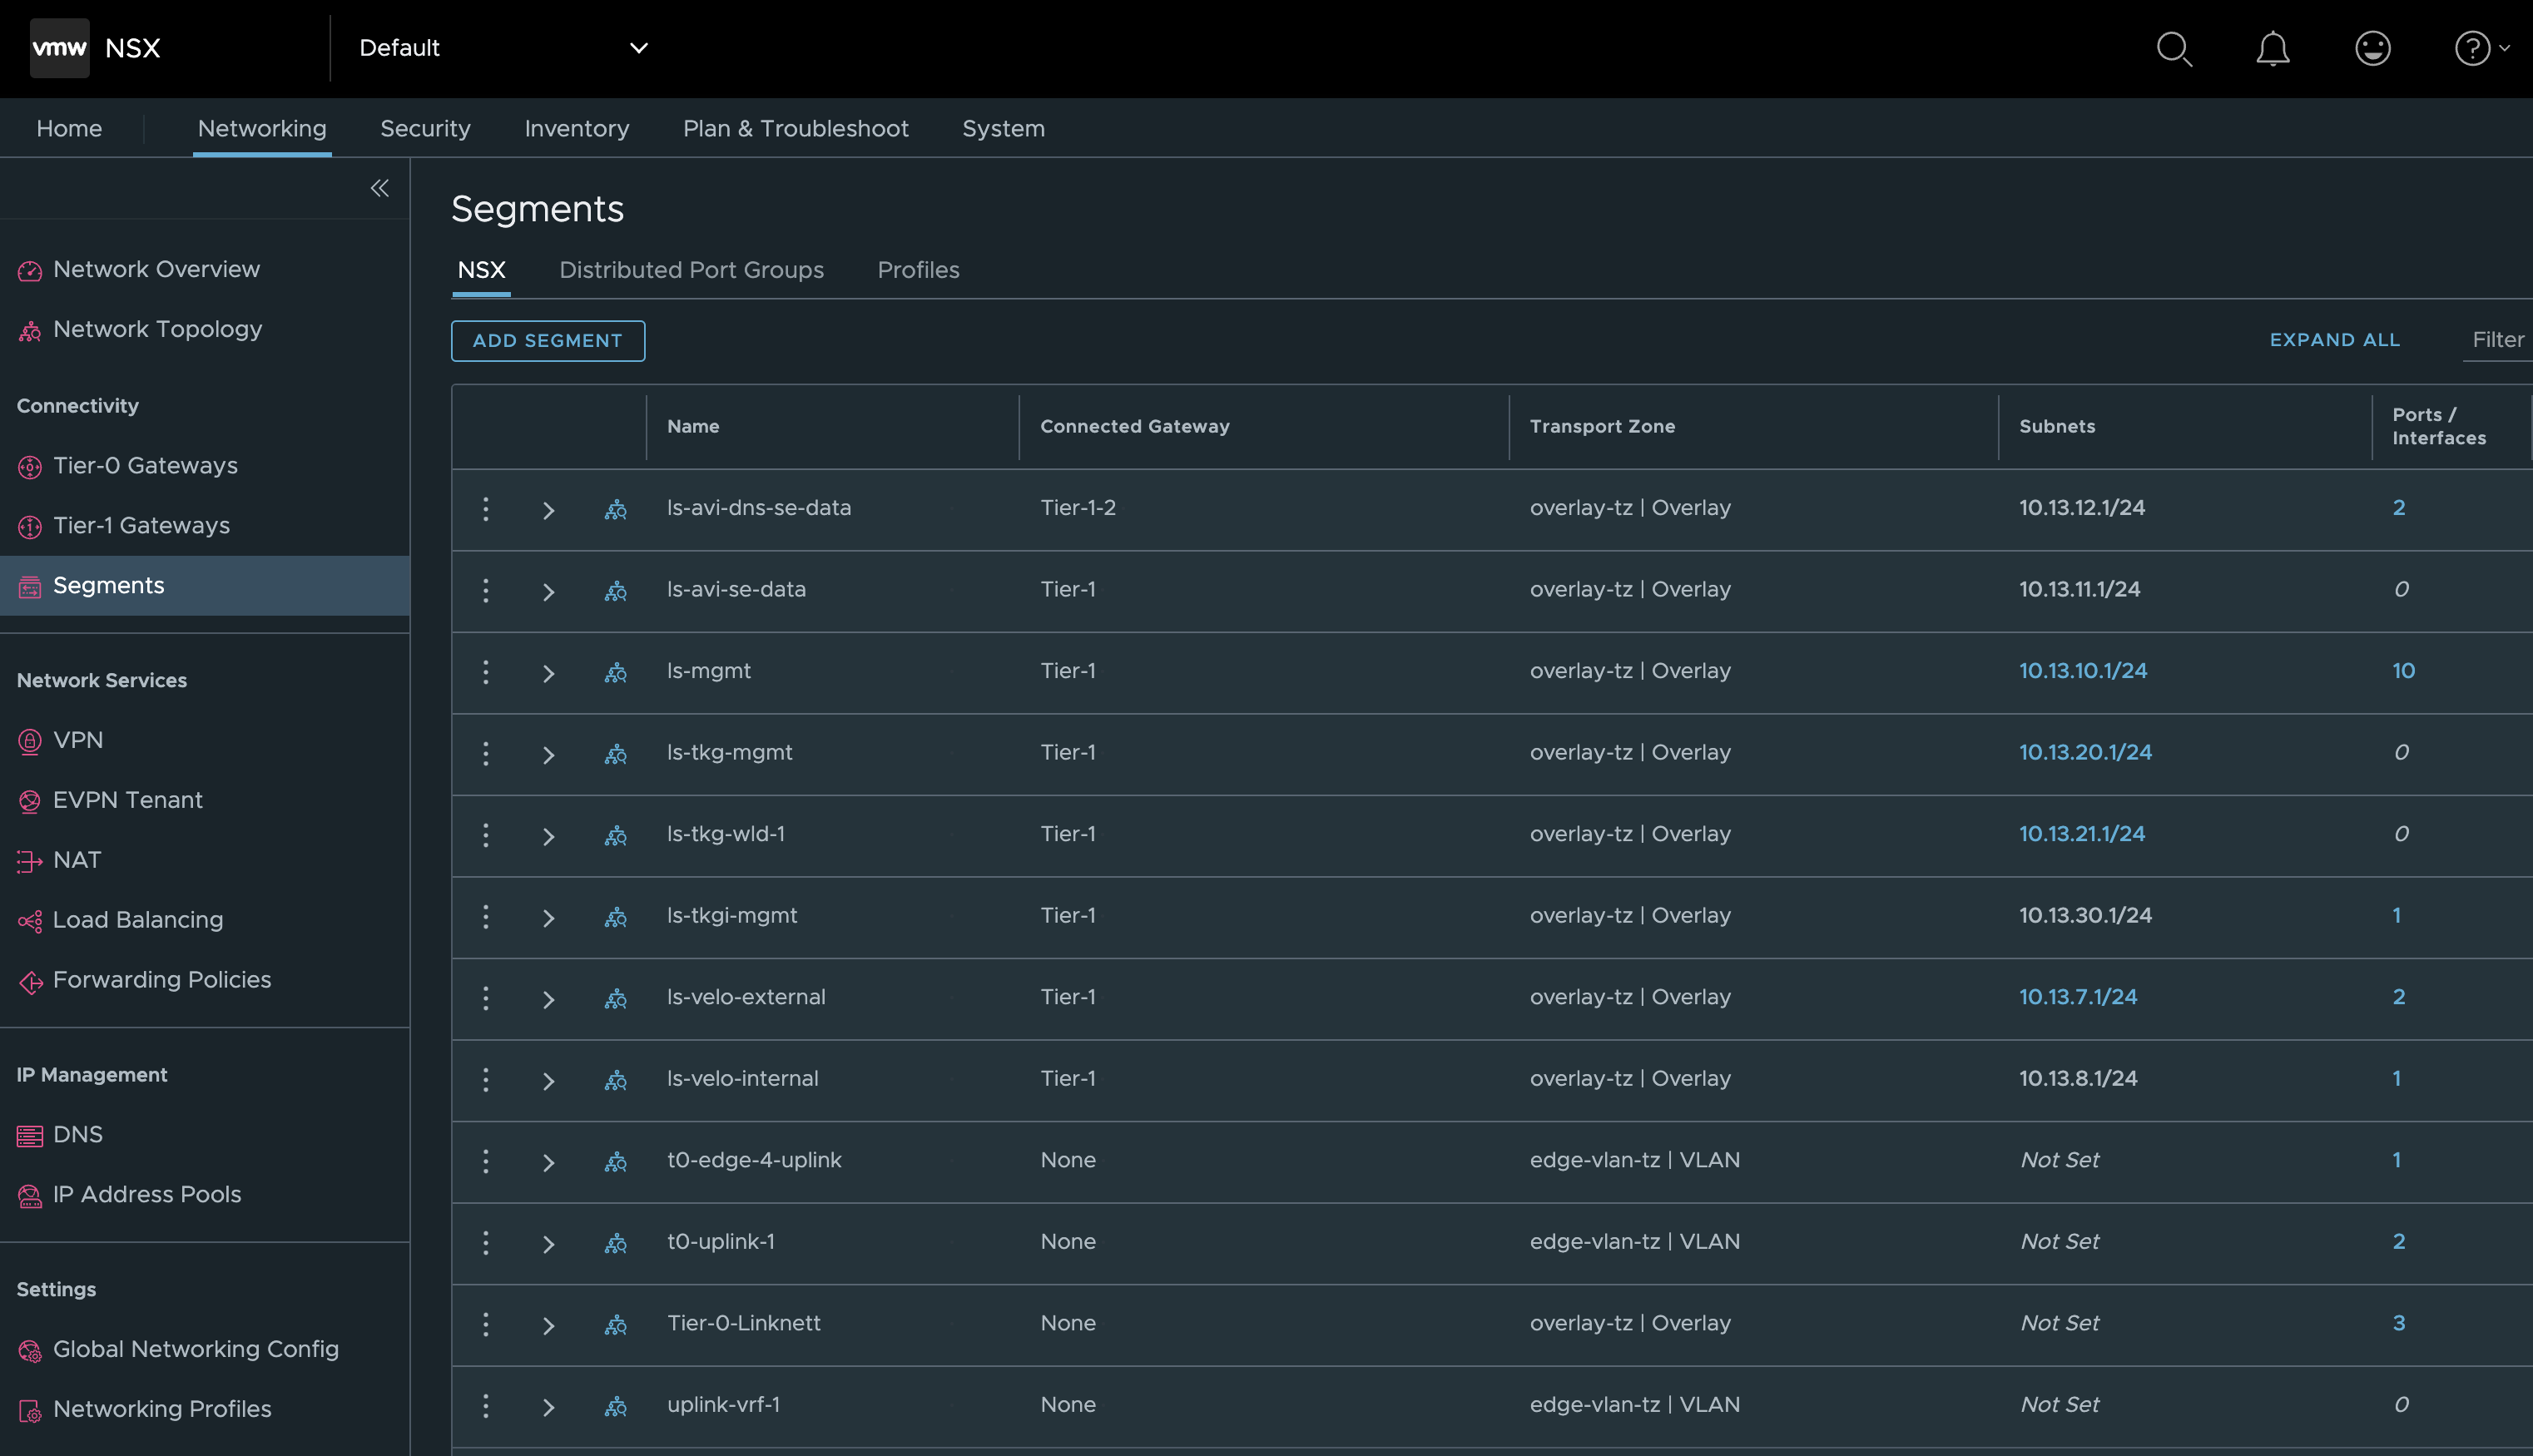 vmw NSX Default
Home Networking Security Inventory Plan & Troubleshoot System
Network Overview
Network Topology
Connectivity
Tier-0 Gateways
Tier-1 Gateways
Segments
Network Services
VPN
EVPN Tenant
NAT
Load Balancing
Forwarding Policies
IP Management
DNS
IP Address Pools
Settings
Global Networking Config
Networking Profiles
Segments
NSX Distributed Port Groups Profiles
ADD SEGMENT EXPAND ALL Filter
Name Connected Gateway Transport Zone Subnets Ports / Interfaces
ls-avi-dns-se-data Tier-1-2 overlay-tz | Overlay 10.13.12.1/24 2
ls-avi-se-data Tier-1 overlay-tz | Overlay 10.13.11.1/24 0
ls-mgmt Tier-1 overlay-tz | Overlay 10.13.10.1/24 10
ls-tkg-mgmt Tier-1 overlay-tz | Overlay 10.13.20.1/24 0
ls-tkg-wld-1 Tier-1 overlay-tz | Overlay 10.13.21.1/24 0
ls-tkgi-mgmt Tier-1 overlay-tz | Overlay 10.13.30.1/24 1
ls-velo-external Tier-1 overlay-tz | Overlay 10.13.7.1/24 2
ls-velo-internal Tier-1 overlay-tz | Overlay 10.13.8.1/24 1
t0-edge-4-uplink None edge-vlan-tz | VLAN Not Set 1
t0-uplink-1 None edge-vlan-tz | VLAN Not Set 2
Tier-0-Linknett None overlay-tz | Overlay Not Set 3
uplink-vrf-1 None edge-vlan-tz | VLAN Not Set 0